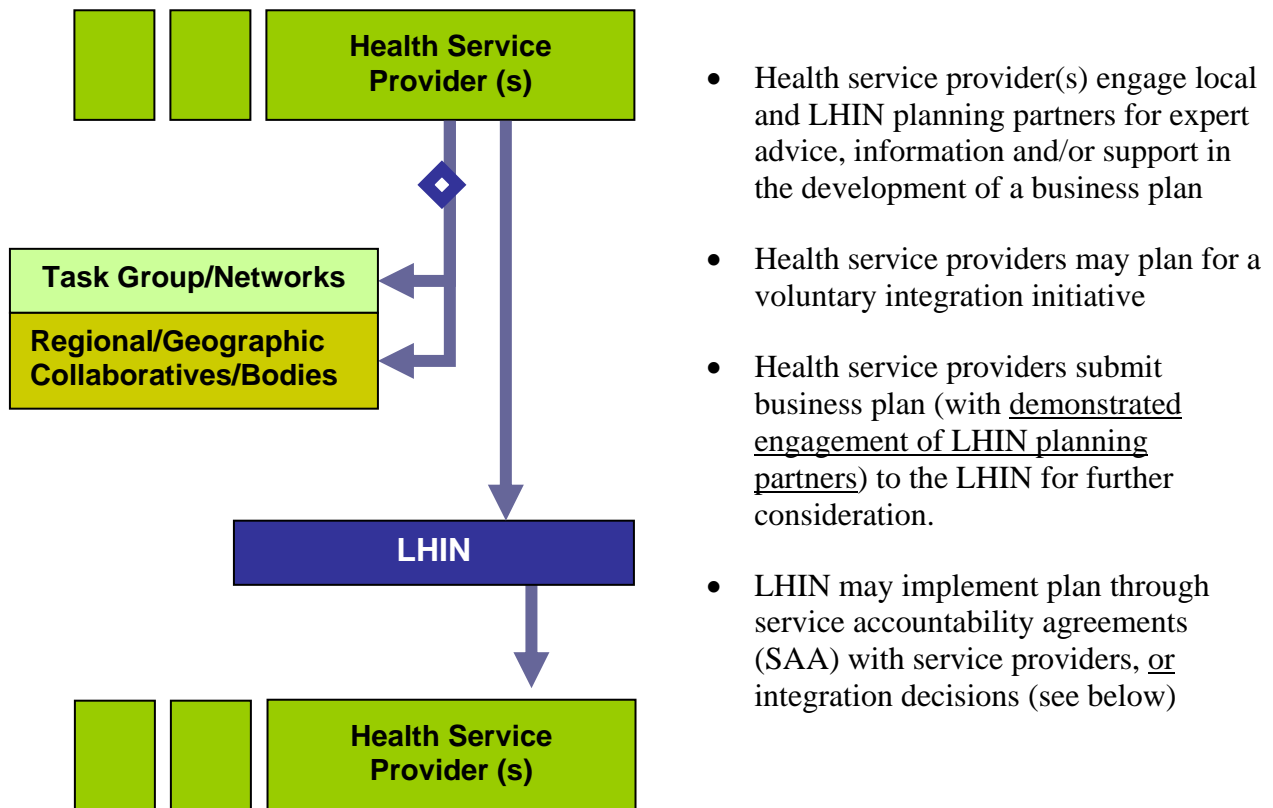 Health Service
Provider (s)
Task Group/Networks
Regional/Geographic
Collaboratives/Bodies
LHIN
Health Service
Provider (s)
• Health service provider(s) engage local
and LHIN planning partners for expert
advice, information and/or support in
the development of a business plan
• Health service providers may plan for a
voluntary integration initiative
• Health service providers submit
business plan (with demonstrated
engagement of LHIN planning
partners) to the LHIN for further
consideration.
• LHIN may implement plan through
service accountability agreements
(SAA) with service providers, or
integration decisions (see below)